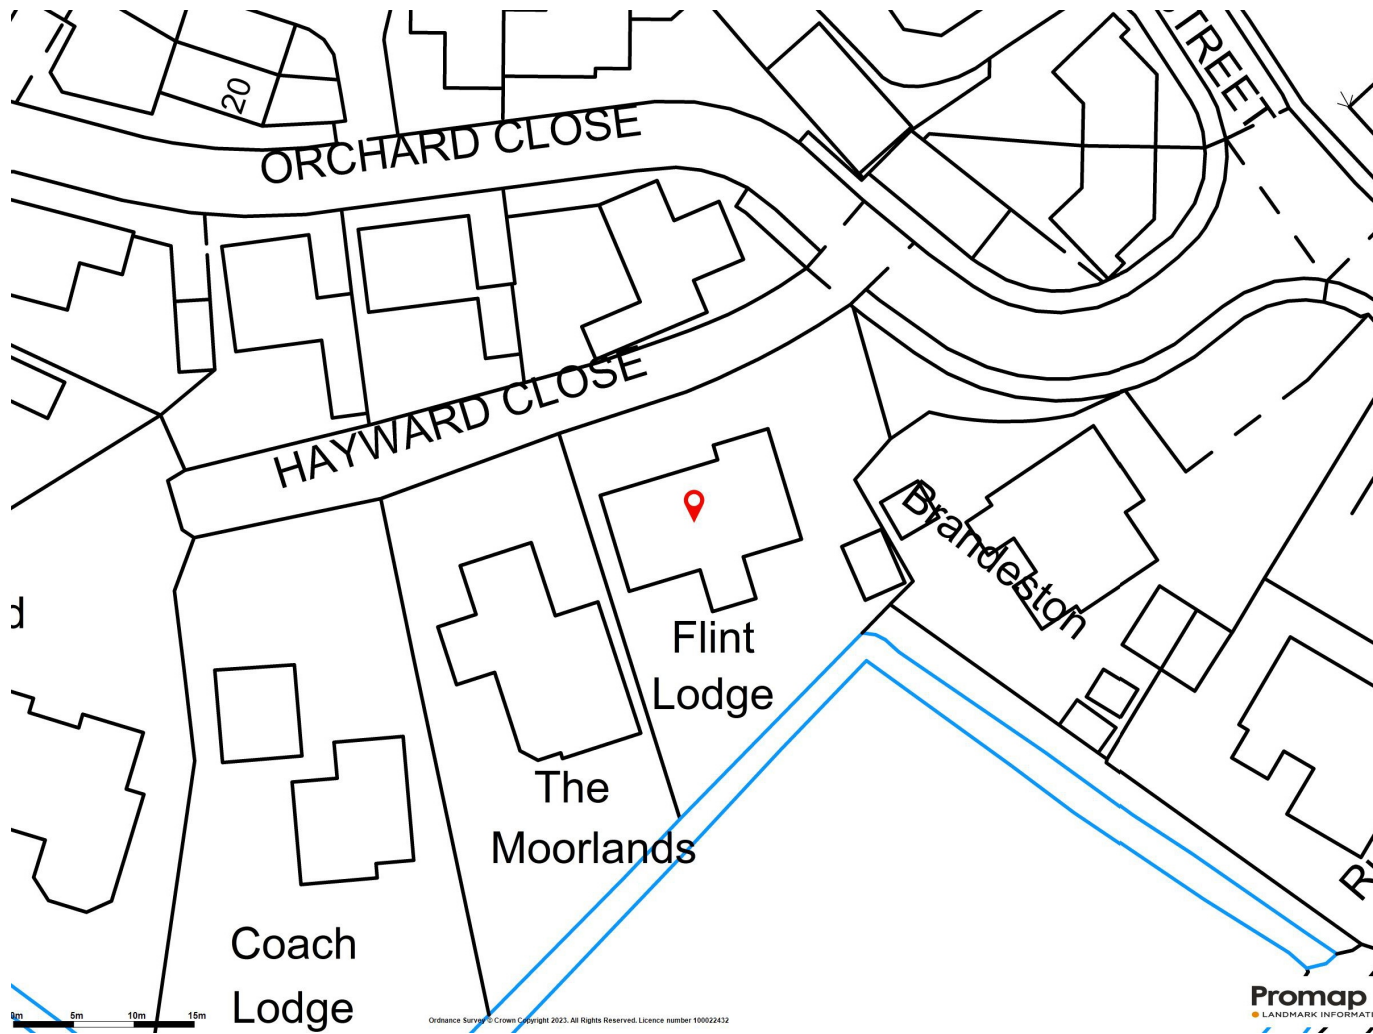 STREET
20
ORCHARD CLOSE
HAYWARD CLOSE
Brandeston
d
Flint
Lodge
The
Moorlands
Coach
Lodge
0m 5m 10m 15m
Ordnance Survey © Crown Copyright 2023. All Rights Reserved. Licence number 100022432
Promap
LANDMARK INFORMATI